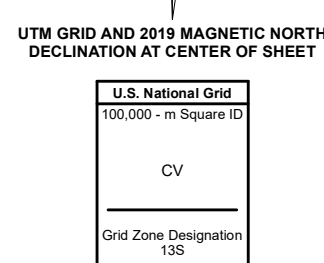 UTM GRID AND 2019 MAGNETIC NORTH
DECLINATION AT CENTER OF SHEET
U.S. National Grid
100,000 - m Square ID
CV
Grid Zone Designation
13S